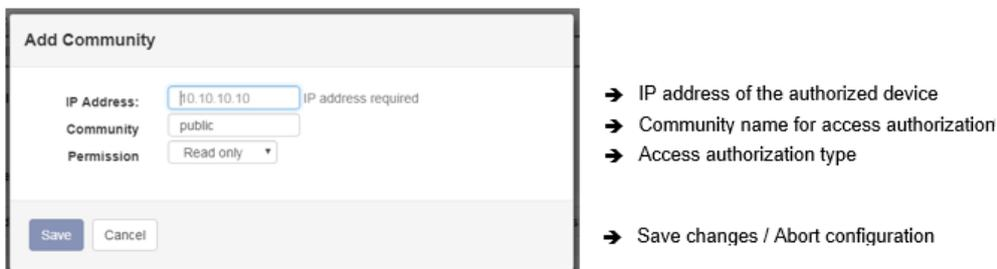 Add Community
IP Address: 10.10.10.10 IP address required
Community public
Permission Read only
Save Cancel
→ IP address of the authorized device
→ Community name for access authorization
→ Access authorization type
→ Save changes / Abort configuration